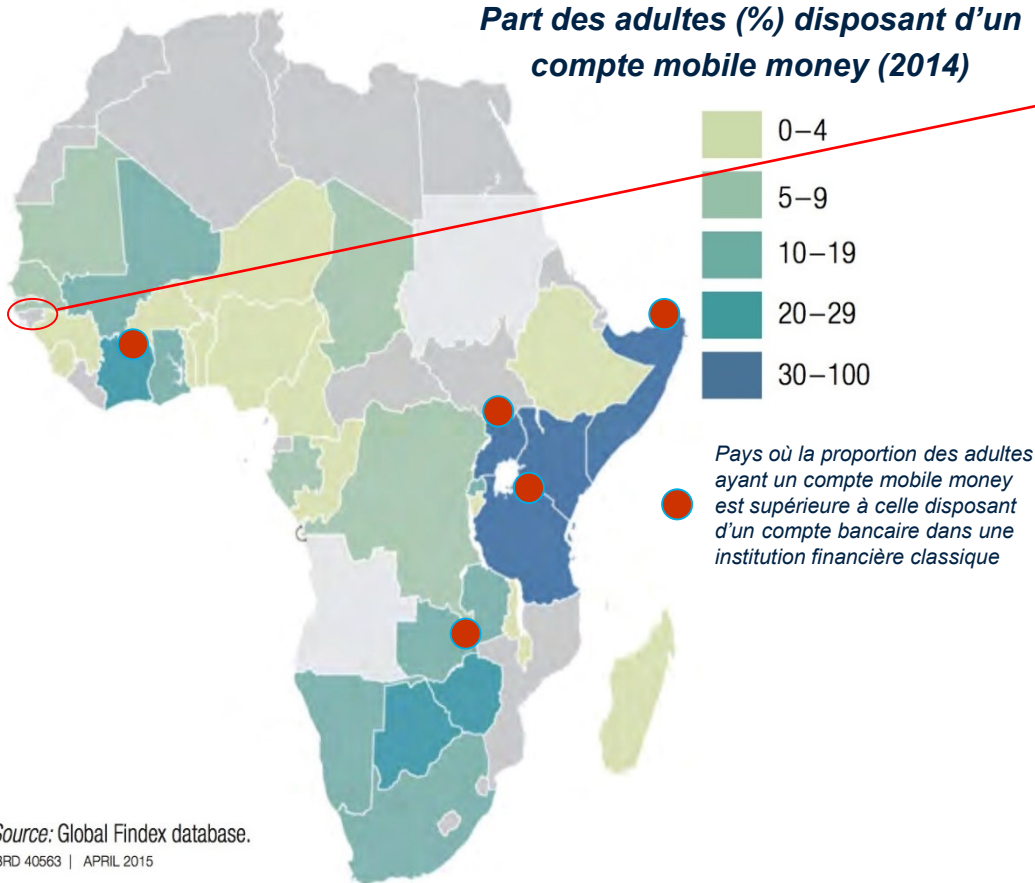 Part des adultes (%) disposant d’un
compte mobile money (2014)
0–4
5–9
10–19
20–29
30–100
Pays où la proportion des adultes
ayant un compte mobile money
est supérieure à celle disposant
d’un compte bancaire dans une
institution financière classique
Source: Global Findex database.
BRD 40563 | APRIL 2015